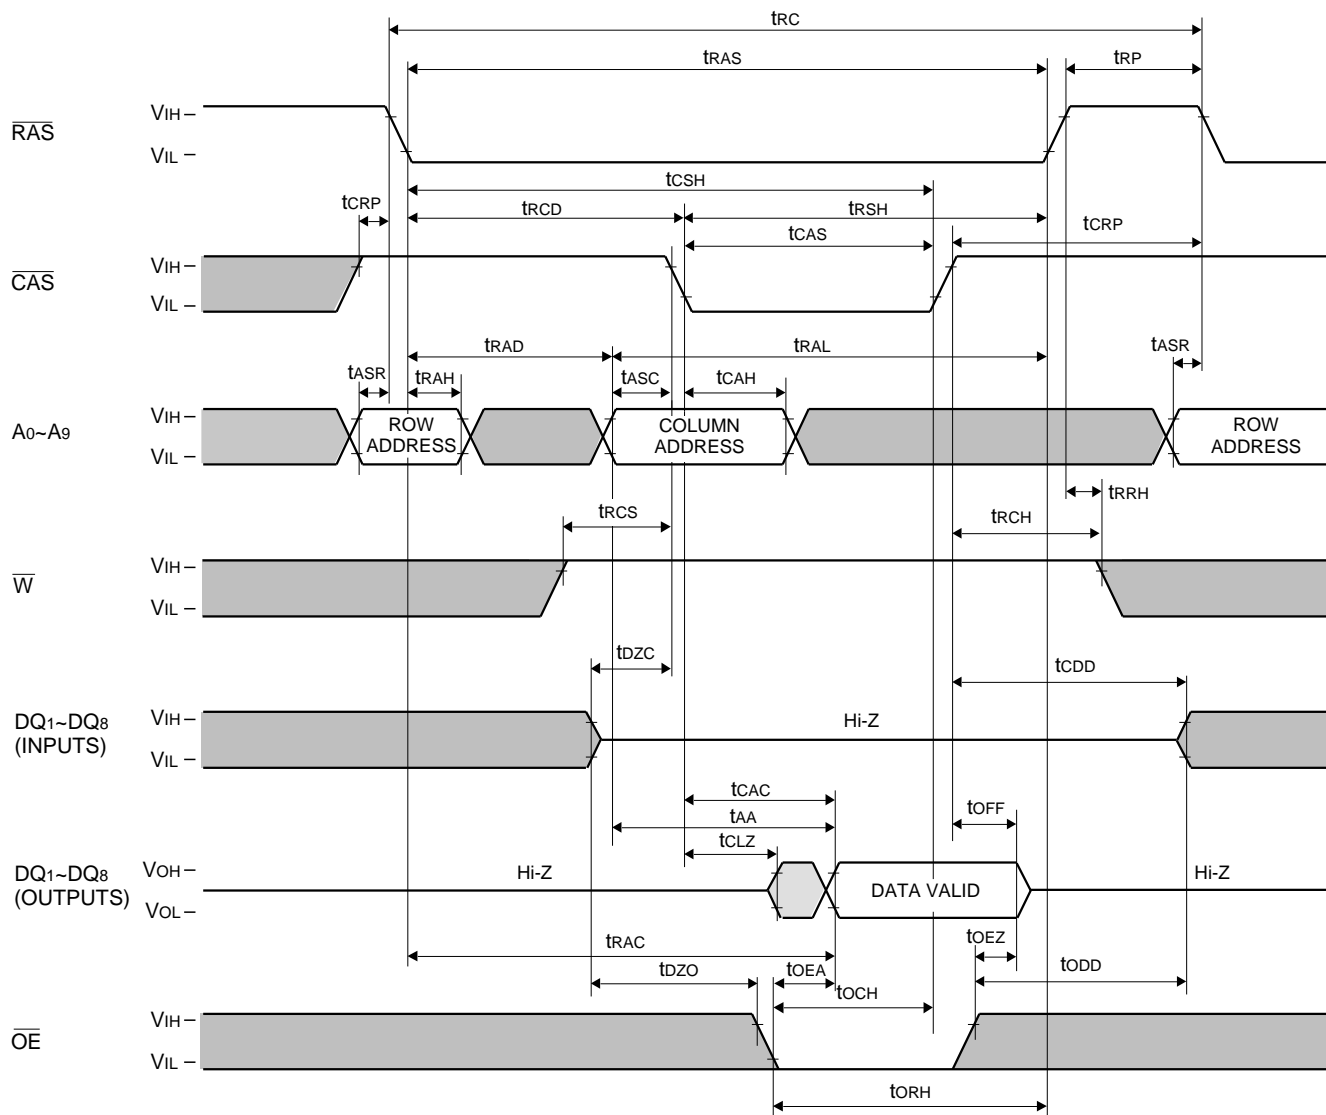 tRC
tRAS
tRP
RAS
VIH
VIL
tCSH
tCRP
tRCD
tRSH
tCRP
tCAS
CAS
VIH
VIL
tRAD
tRAL
tASR
tASR
tRAH
tASC
tCAH
A0~A9
VIH
VIL
ROW
ADDRESS
COLUMN
ADDRESS
ROW
ADDRESS
tRRH
tRCS
tRCH
W
VIH
VIL
tDZC
tCDD
DQ1~DQ8
(INPUTS)
VIH
VIL
Hi-Z
tCAC
tAA
tOFF
tCLZ
DQ1~DQ8
(OUTPUTS)
VOH
VOL
Hi-Z
DATA VALID
Hi-Z
tRAC
tOEZ
tDZO
tOEA
tODD
tOCH
OE
VIH
VIL
tORH